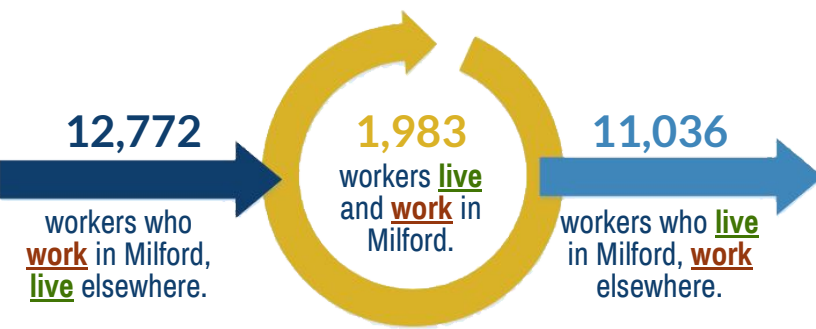 12,772
workers who
work in Milford,
live elsewhere.
1,983
workers live
and work in
Milford.
11,036
workers who live
in Milford, work
elsewhere.